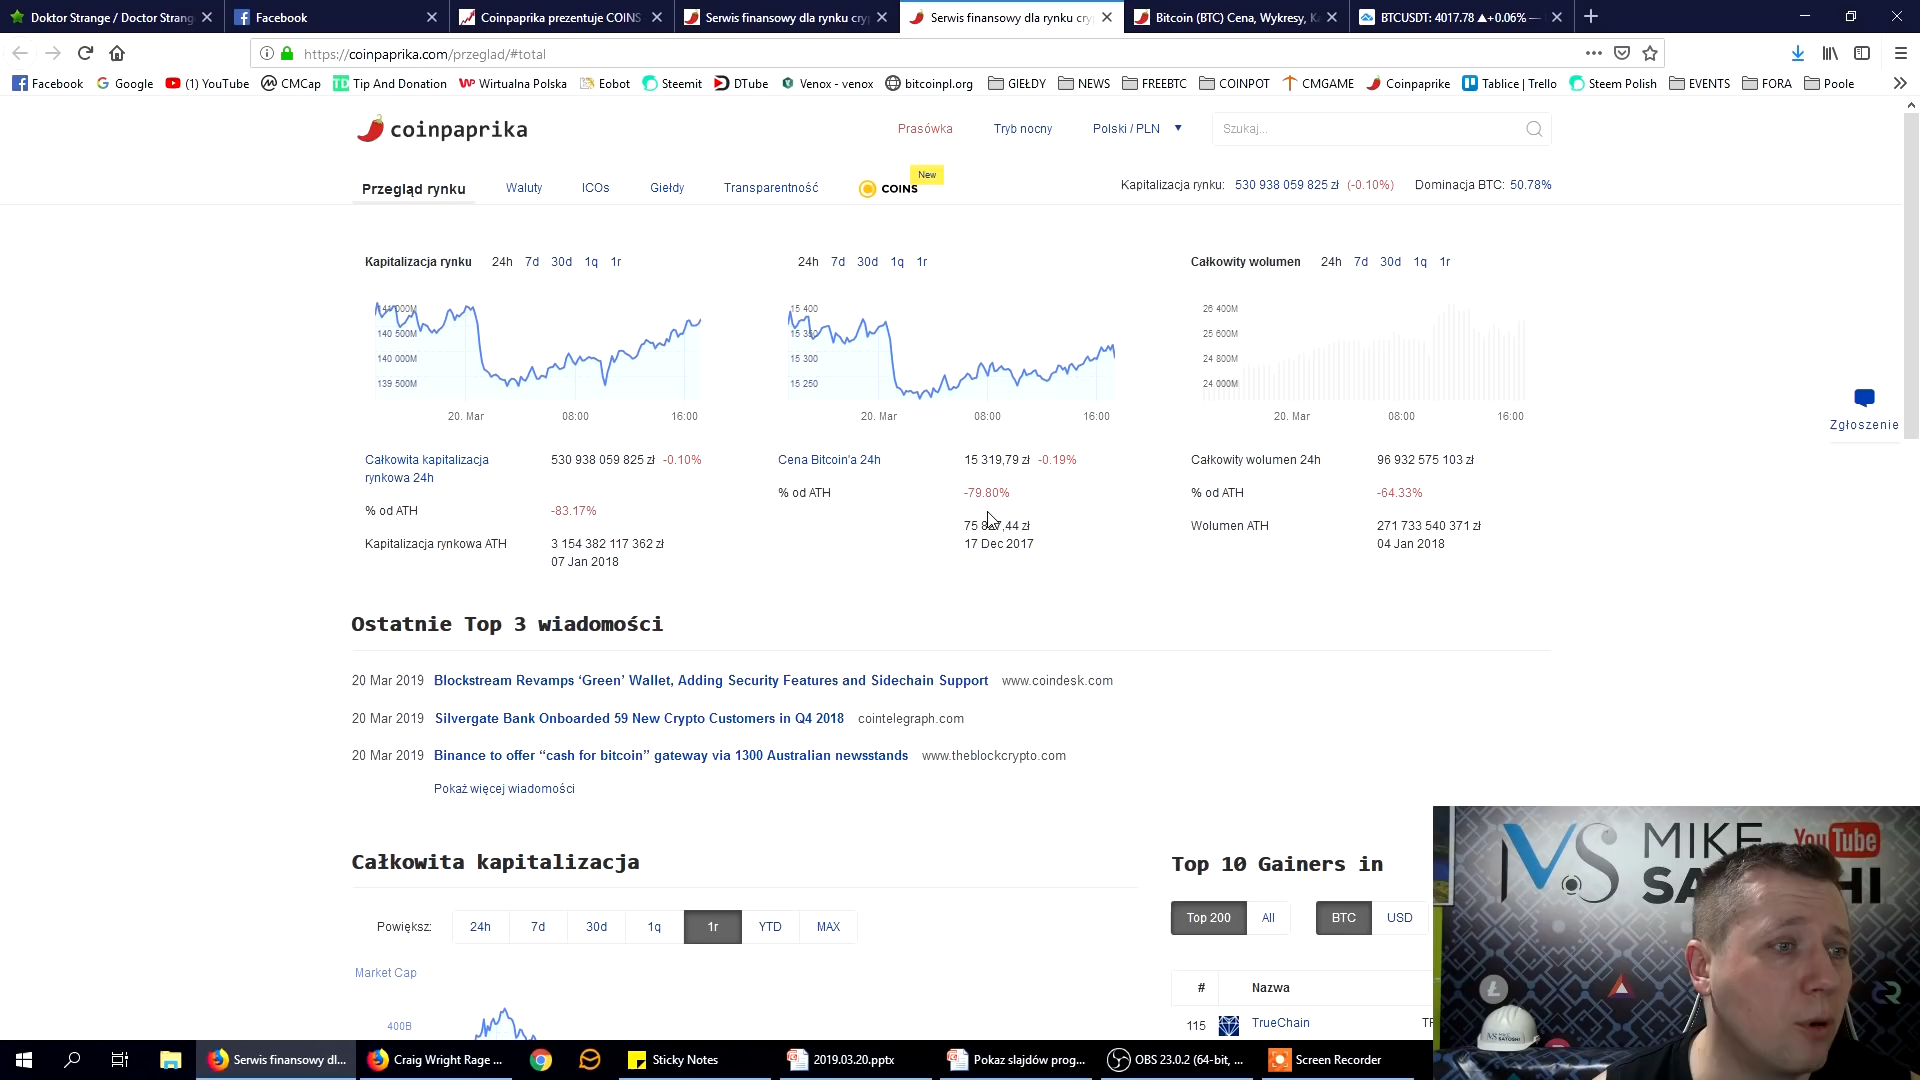 Doktor Strange / Doctor Strang
Facebook
Coinpaprika prezentuje COINS
Serwis finansowy dla rynku cry
Serwis finansowy dla rynku cry
Bitcoin (BTC) Cena, Wykresy, K
BTCUSDT: 4017.78 ▲+0.06% —
https://coinpaprika.com/przeglad/#total
Facebook
Google
(1) YouTube
CMCap
Tip And Donation
Wirtualna Polska
Eobot
Steemit
DTube
Venox - venox
bitcoinpl.org
GIEŁDY
NEWS
FREEBTC
COINPOT
CMGAME
Coinpaprike
Tablice | Trello
Steem Polish
EVENTS
FORA
Poole
coinpaprika
Prasówka
Tryb nocny
Polski / PLN
Szukaj...
Przegląd rynku
Waluty
ICOs
Giełdy
Transparentność
COINS
New
Kapitalizacja rynku: 530 938 059 825 zł (-0.10%)
Dominacja BTC: 50.78%
Kapitalizacja rynku 24h 7d 30d 1q 1r
24h 7d 30d 1q 1r
Całkowity wolumen 24h 7d 30d 1q 1r
141 000M
140 500M
140 000M
139 500M
20. Mar 08:00 16:00
15 400
15 350
15 300
15 250
20. Mar 08:00 16:00
26 400M
25 600M
24 800M
24 000M
20. Mar 08:00 16:00
Całkowita kapitalizacja rynkowa 24h
530 938 059 825 zł -0.10%
% od ATH -83.17%
Kapitalizacja rynkowa ATH 3 154 382 117 362 zł
07 Jan 2018
Cena Bitcoin'a 24h 15 319,79 zł -0.19%
% od ATH -79.80%
17 Dec 2017
Całkowity wolumen 24h 96 932 575 103 zł
% od ATH -64.33%
Wolumen ATH 271 733 540 371 zł
04 Jan 2018
Zgłoszenie
Ostatnie Top 3 wiadomości
20 Mar 2019 Blockstream Revamps ‘Green’ Wallet, Adding Security Features and Sidechain Support www.coindesk.com
20 Mar 2019 Silvergate Bank Onboarded 59 New Crypto Customers in Q4 2018 cointelegraph.com
20 Mar 2019 Binance to offer “cash for bitcoin” gateway via 1300 Australian newsstands www.theblockcrypto.com
Pokaż więcej wiadomości
Całkowita kapitalizacja
Powiększ: 24h 7d 30d 1q 1r YTD MAX
Market Cap
400B
Top 10 Gainers in
Top 200 All BTC USD
# Nazwa
115 TrueChain
MIKE
YouTube
MS
Serwis finansowy dl...
Craig Wright Rage ...
Sticky Notes
2019.03.20.pptx
Pokaz slajdów prog...
OBS 23.0.2 (64-bit, ...
Screen Recorder